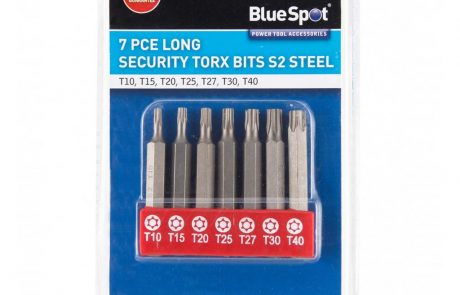 GUARANTEE
BlueSpot®
POWER TOOL ACCESSORIES
7 PCE LONG
SECURITY TORX BITS S2 STEEL
T10, T15, T20, T25, T27, T30, T40
T10 T15 T20 T25 T27 T30 T40